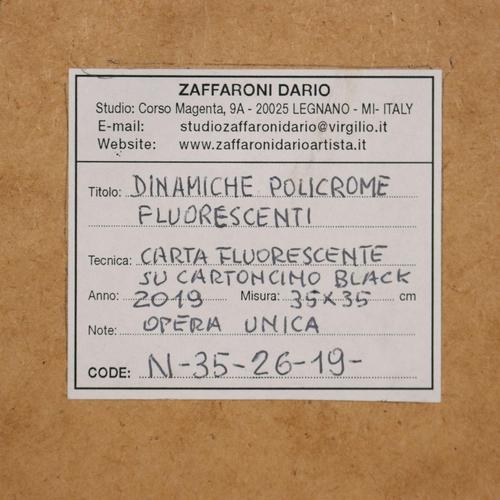 ZAFFARONI DARIO
Studio: Corso Magenta, 9A - 20025 LEGNANO - MI- ITALY
E-mail: studiozaffaronidario@virgilio.it
Website: www.zaffaronidarioartista.it
Titolo: DINAMICHE POLICROME
FLUORESCENTI
Tecnica: CARTA FLUORESCENTE
SU CARTONCINO BLACK
Anno: 2019 Misura: 35X35 cm
Note: OPERA UNICA
CODE: N-35-26-19-